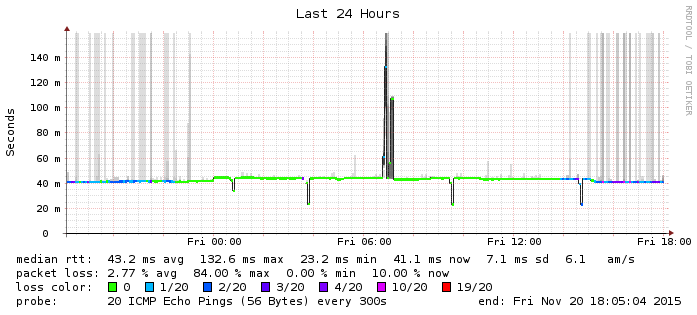 Last 24 Hours
RRDTOOL / TOBI OETIKER
Seconds
140 m
120 m
100 m
80 m
60 m
40 m
20 m
0
Fri 00:00 Fri 06:00 Fri 12:00 Fri 18:00
median rtt: 43.2 ms avg 132.6 ms max 23.2 ms min 41.1 ms now 7.1 ms sd 6.1 am/s
packet loss: 2.77 % avg 84.00 % max 0.00 % min 10.00 % now
loss color: 0 1/20 2/20 3/20 4/20 10/20 19/20
probe: 20 ICMP Echo Pings (56 Bytes) every 300s end: Fri Nov 20 18:05:04 2015